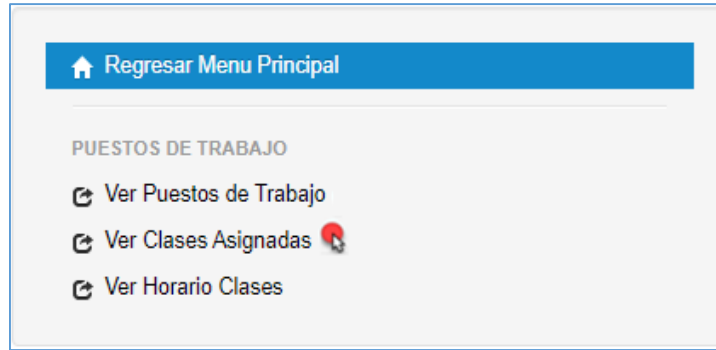 Regresar Menu Principal
PUESTOS DE TRABAJO
Ver Puestos de Trabajo
Ver Clases Asignadas
Ver Horario Clases